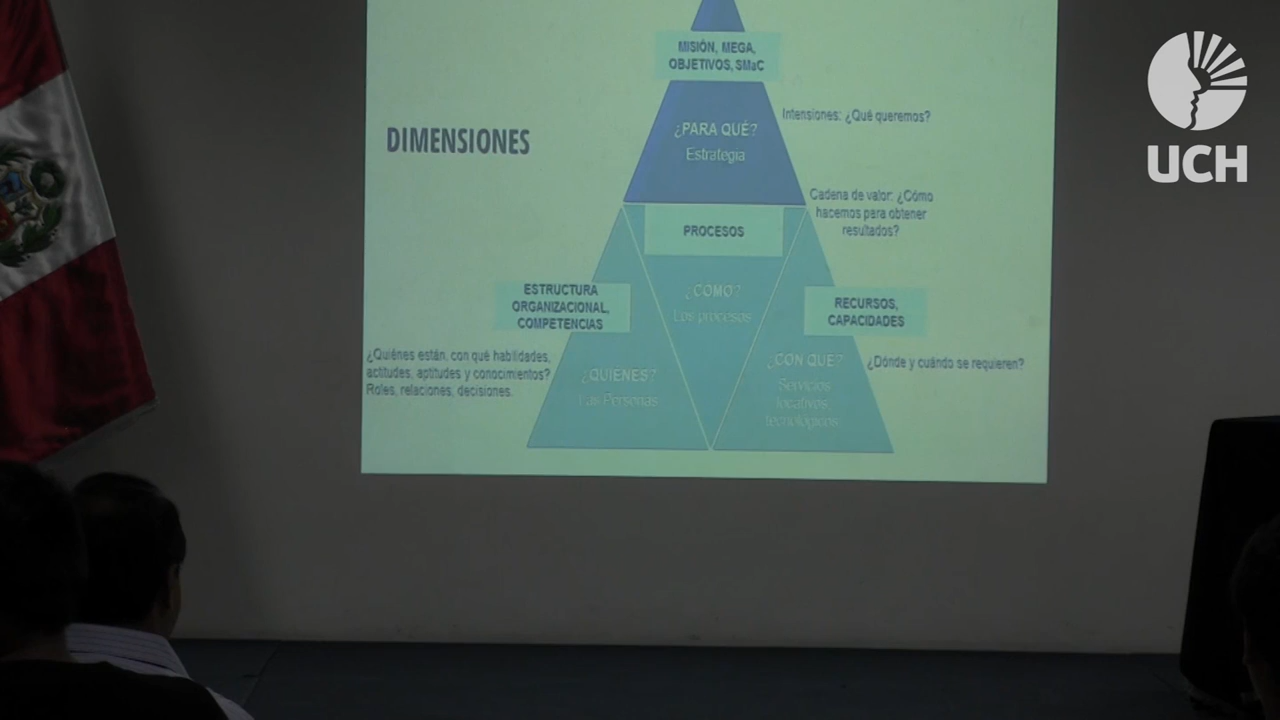 UCH
MISIÓN, MEGA,
OBJETIVOS, SMaC
DIMENSIONES
¿PARA QUÉ?
Estrategia
Intensiones: ¿Qué queremos?
Cadena de valor: ¿Cómo
hacemos para obtener
resultados?
PROCESOS
¿COMO?
Los procesos
ESTRUCTURA
ORGANIZACIONAL,
COMPETENCIAS
RECURSOS,
CAPACIDADES
¿Quiénes están, con qué habilidades,
actitudes, aptitudes y conocimientos?
Roles, relaciones, decisiones.
¿QUIENES?
Las Personas
¿CON QUE?
Servicios
locativos,
tecnológicos
¿Dónde y cuándo se requieren?